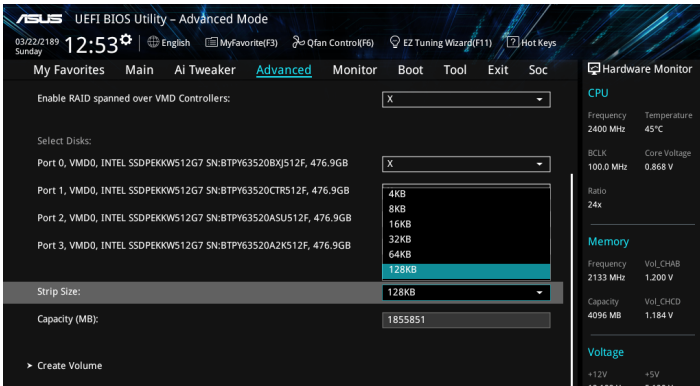 ASUS UEFI BIOS Utility – Advanced Mode
03/22/2189 Sunday 12:53 English MyFavorite(F3) Qfan Control(F6) EZ Tuning Wizard(F11) ? Hot Keys
My Favorites Main Ai Tweaker Advanced Monitor Boot Tool Exit Soc
Enable RAID spanned over VMD Controllers: X
Select Disks:
Port 0, VMD0, INTEL SSDPEKKW512G7 SN:BTPY63520BXJ512F, 476.9GB X
Port 1, VMD0, INTEL SSDPEKKW512G7 SN:BTPY63520CTR512F, 476.9GB
Port 2, VMD0, INTEL SSDPEKKW512G7 SN:BTPY63520ASU512F, 476.9GB
Port 3, VMD0, INTEL SSDPEKKW512G7 SN:BTPY63520A2K512F, 476.9GB
4KB
8KB
16KB
32KB
64KB
128KB
Strip Size: 128KB
Capacity (MB): 1855851
> Create Volume
Hardware Monitor
CPU
Frequency Temperature
2400 MHz 45°C
BCLK Core Voltage
100.0 MHz 0.868 V
Ratio
24x
Memory
Frequency Vol_CHAB
2133 MHz 1.200 V
Capacity Vol_CHCD
4096 MB 1.184 V
Voltage
+12V +5V